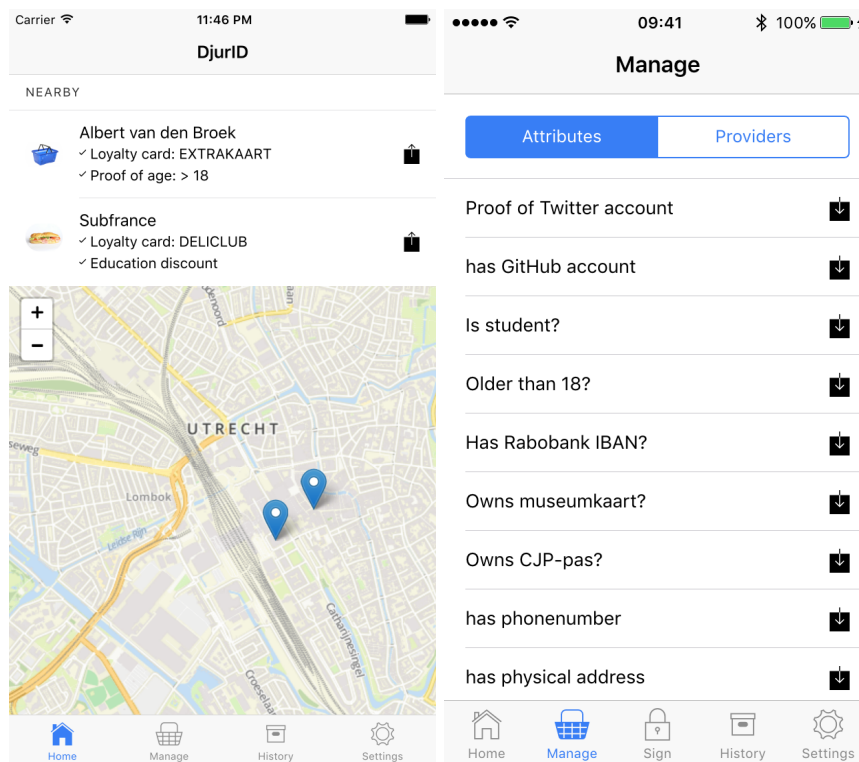 Carrier
11:46 PM
DjurID
NEARBY
Albert van den Broek
✓ Loyalty card: EXTRAKAART
✓ Proof of age: > 18
Subfrance
✓ Loyalty card: DELICLUB
✓ Education discount
+
−
UTRECHT
Lombok
Leidse Rijn
Catharijnesingel
Home
Manage
History
Settings
09:41
100%
Manage
Attributes
Providers
Proof of Twitter account
has GitHub account
Is student?
Older than 18?
Has Rabobank IBAN?
Owns museumkaart?
Owns CJP-pas?
has phonenumber
has physical address
Home
Manage
Sign
History
Settings